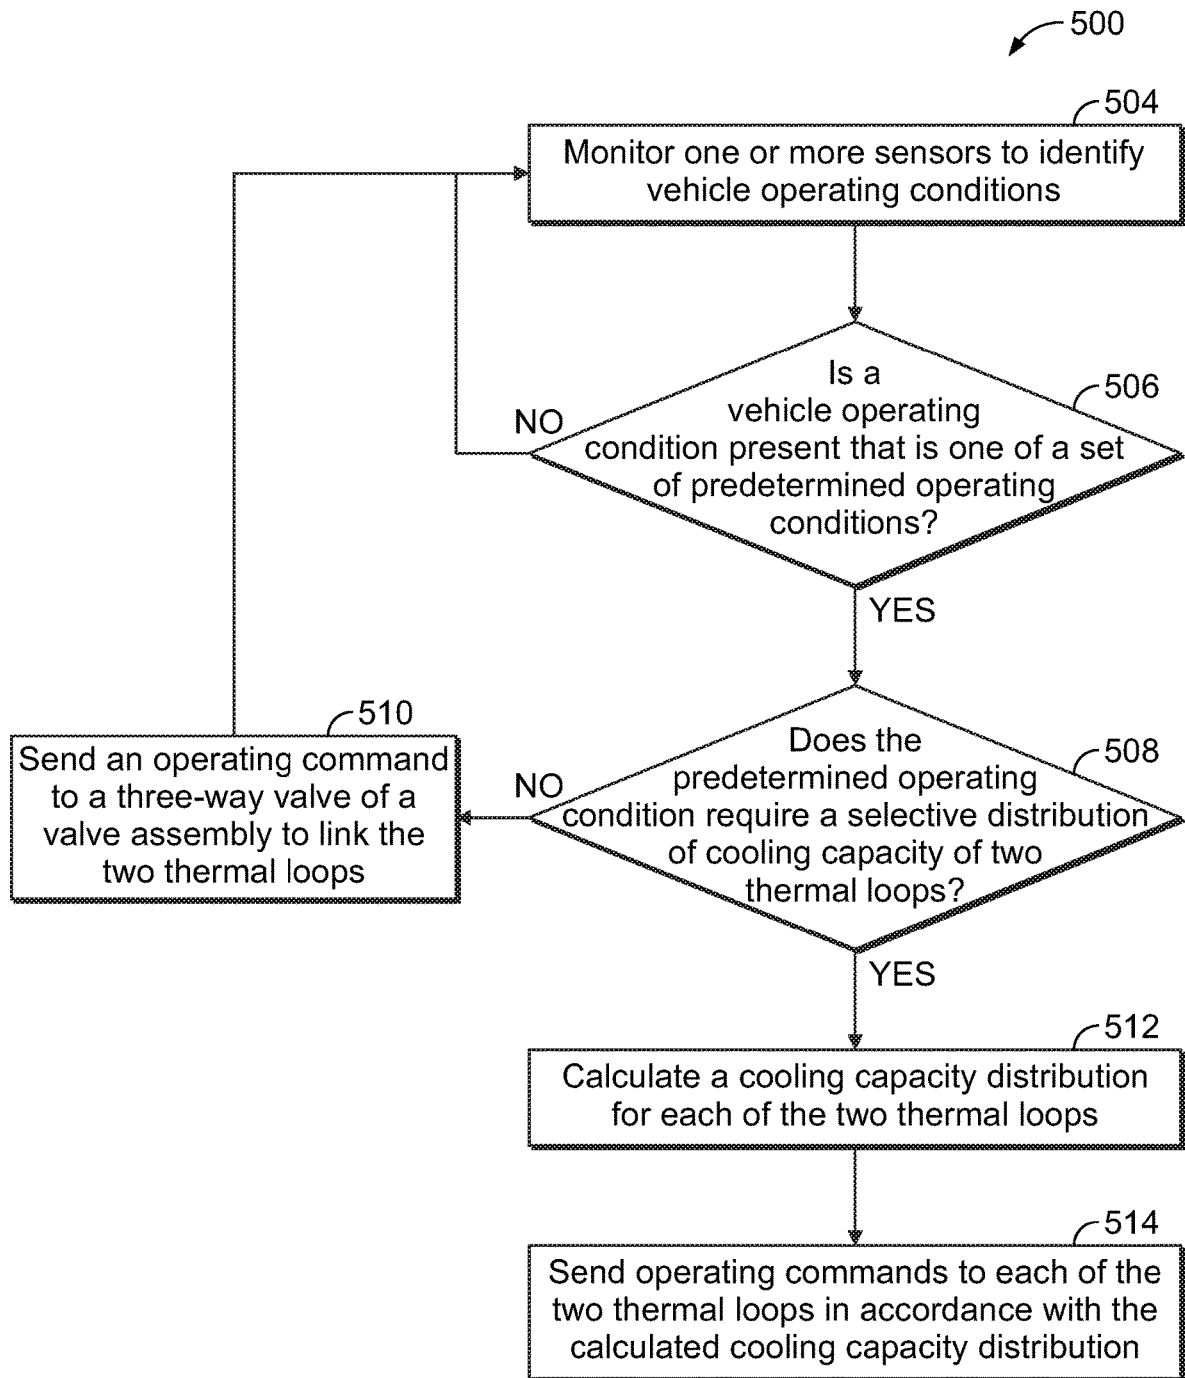 500
504
Monitor one or more sensors to identify
vehicle operating conditions
506
Is a
vehicle operating
condition present that is one of a set
of predetermined operating
conditions?
NO
YES
508
Does the
predetermined operating
condition require a selective distribution
of cooling capacity of two
thermal loops?
NO
510
Send an operating command
to a three-way valve of a
valve assembly to link the
two thermal loops
YES
512
Calculate a cooling capacity distribution
for each of the two thermal loops
514
Send operating commands to each of the
two thermal loops in accordance with the
calculated cooling capacity distribution